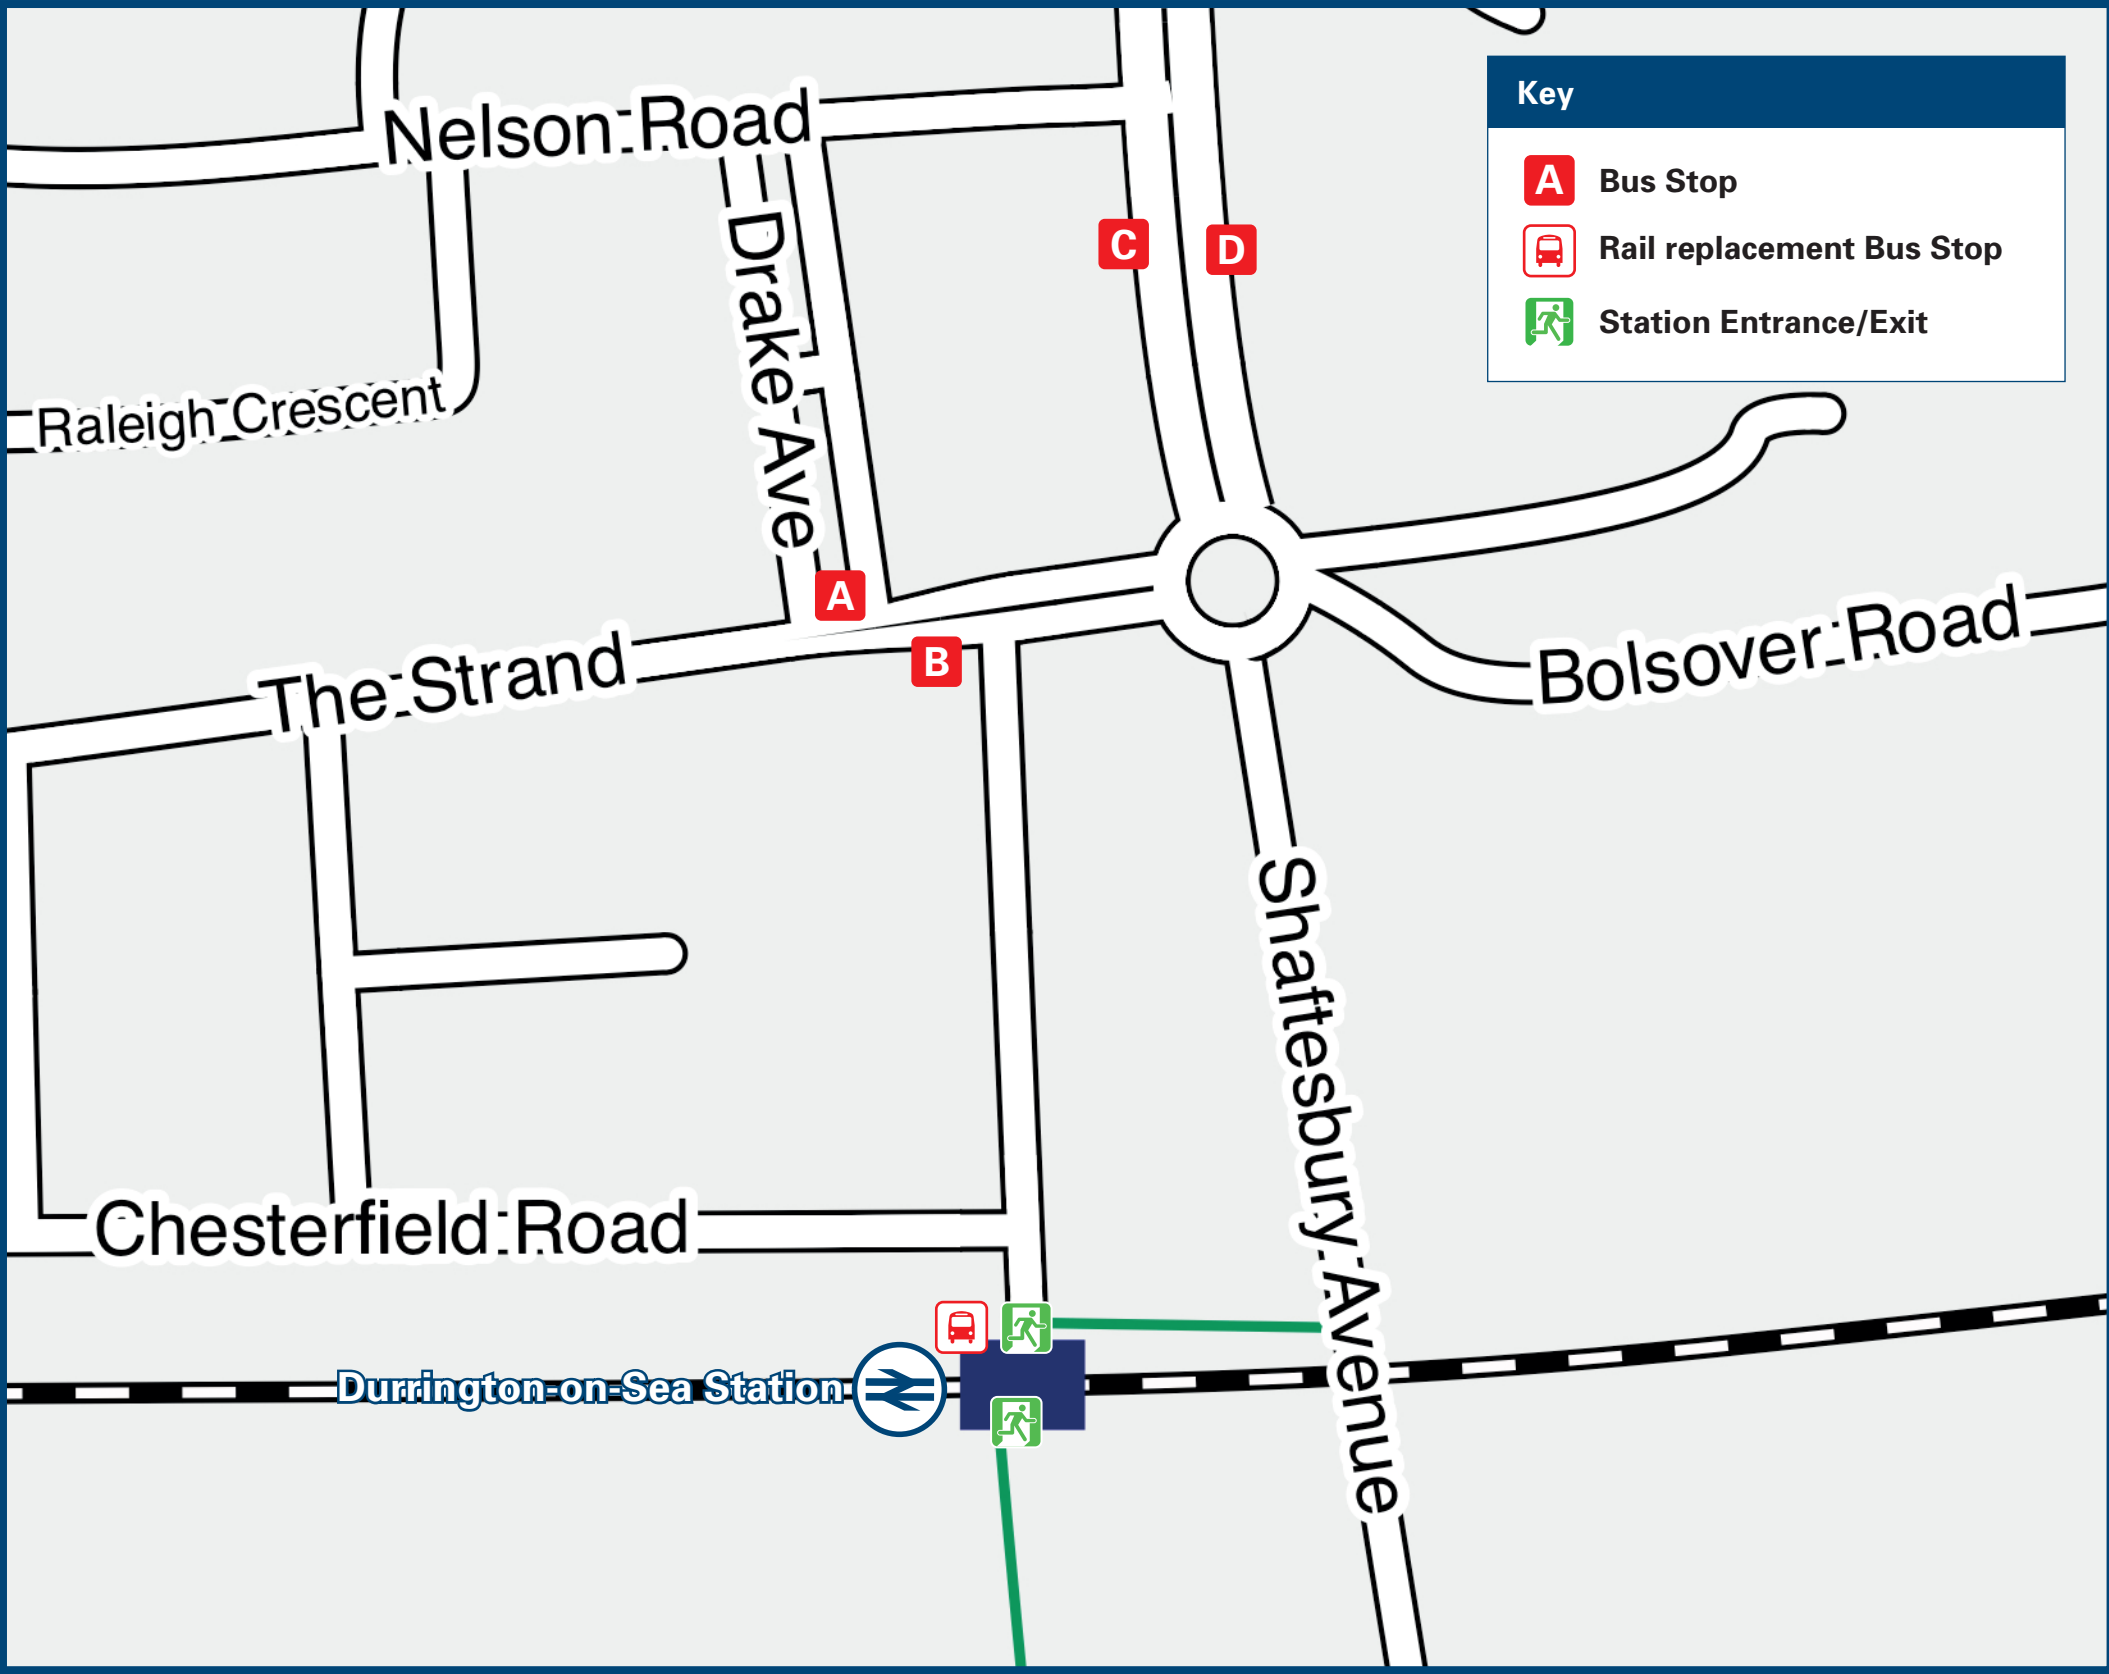 Nelson Road
Key
A Bus Stop
Rail replacement Bus Stop
Station Entrance/Exit
C
D
Drake Ave
Raleigh Crescent
A
B
The Strand
Bolsover Road
Shaftesbury Avenue
Chesterfield Road
Durrington-on-Sea Station